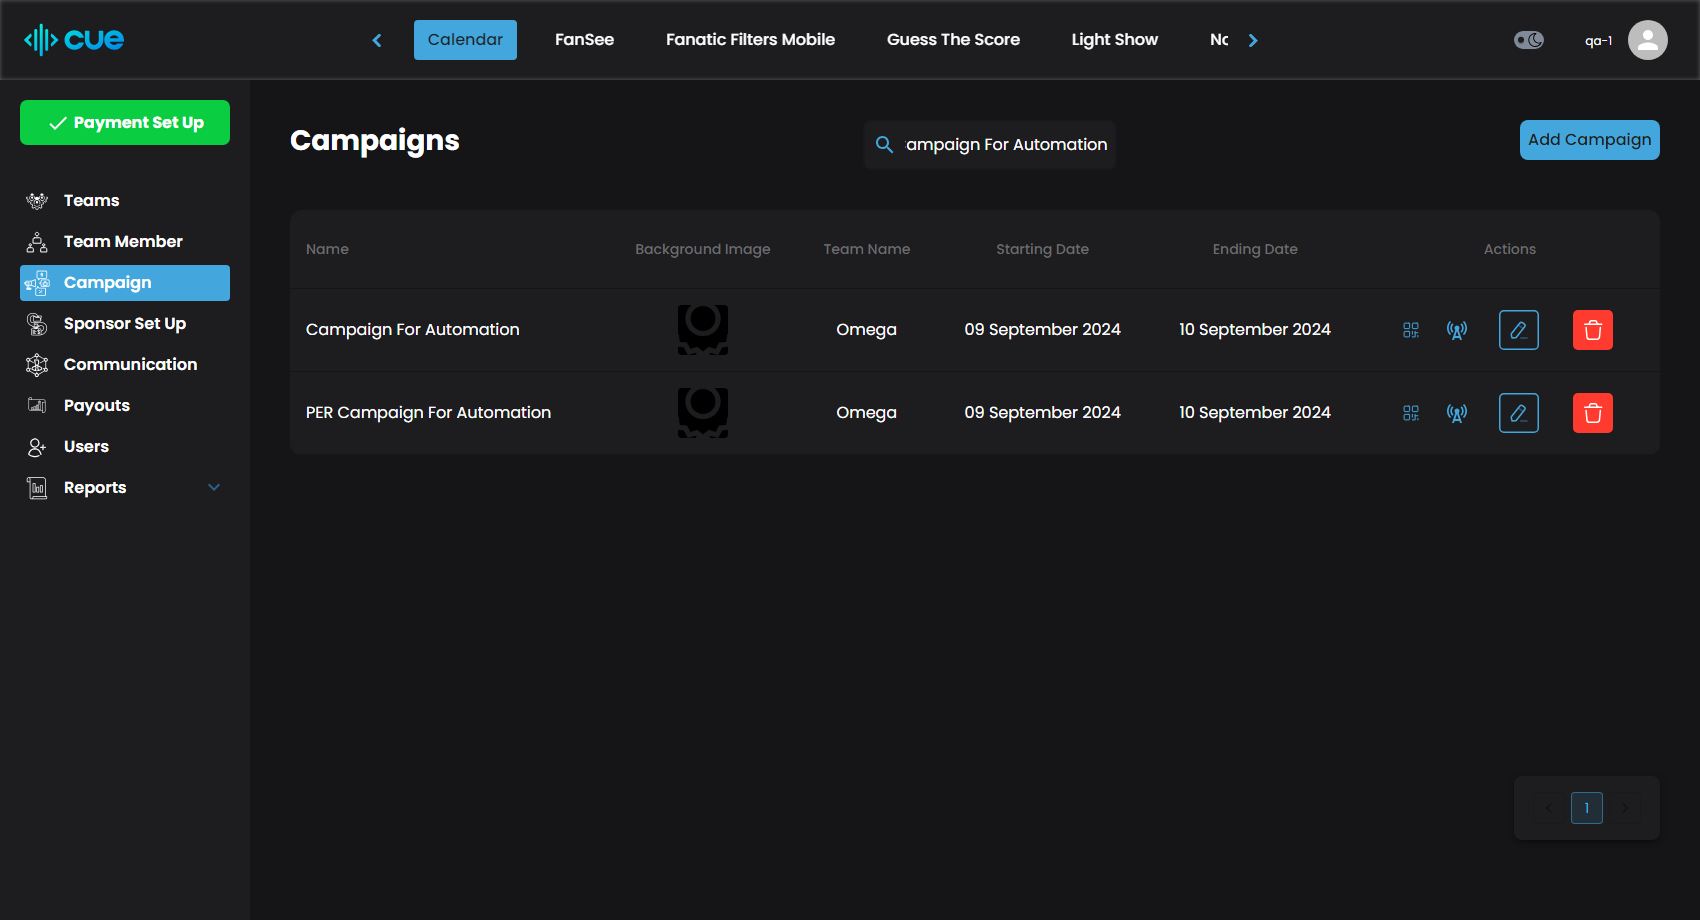 cue
Calendar
FanSee
Fanatic Filters Mobile
Guess The Score
Light Show
qa-1
Payment Set Up
Teams
Team Member
Campaign
Sponsor Set Up
Communication
Payouts
Users
Reports
Campaigns
ampaign For Automation
Add Campaign
Name Background Image Team Name Starting Date Ending Date Actions
Campaign For Automation Omega 09 September 2024 10 September 2024
PER Campaign For Automation Omega 09 September 2024 10 September 2024
1